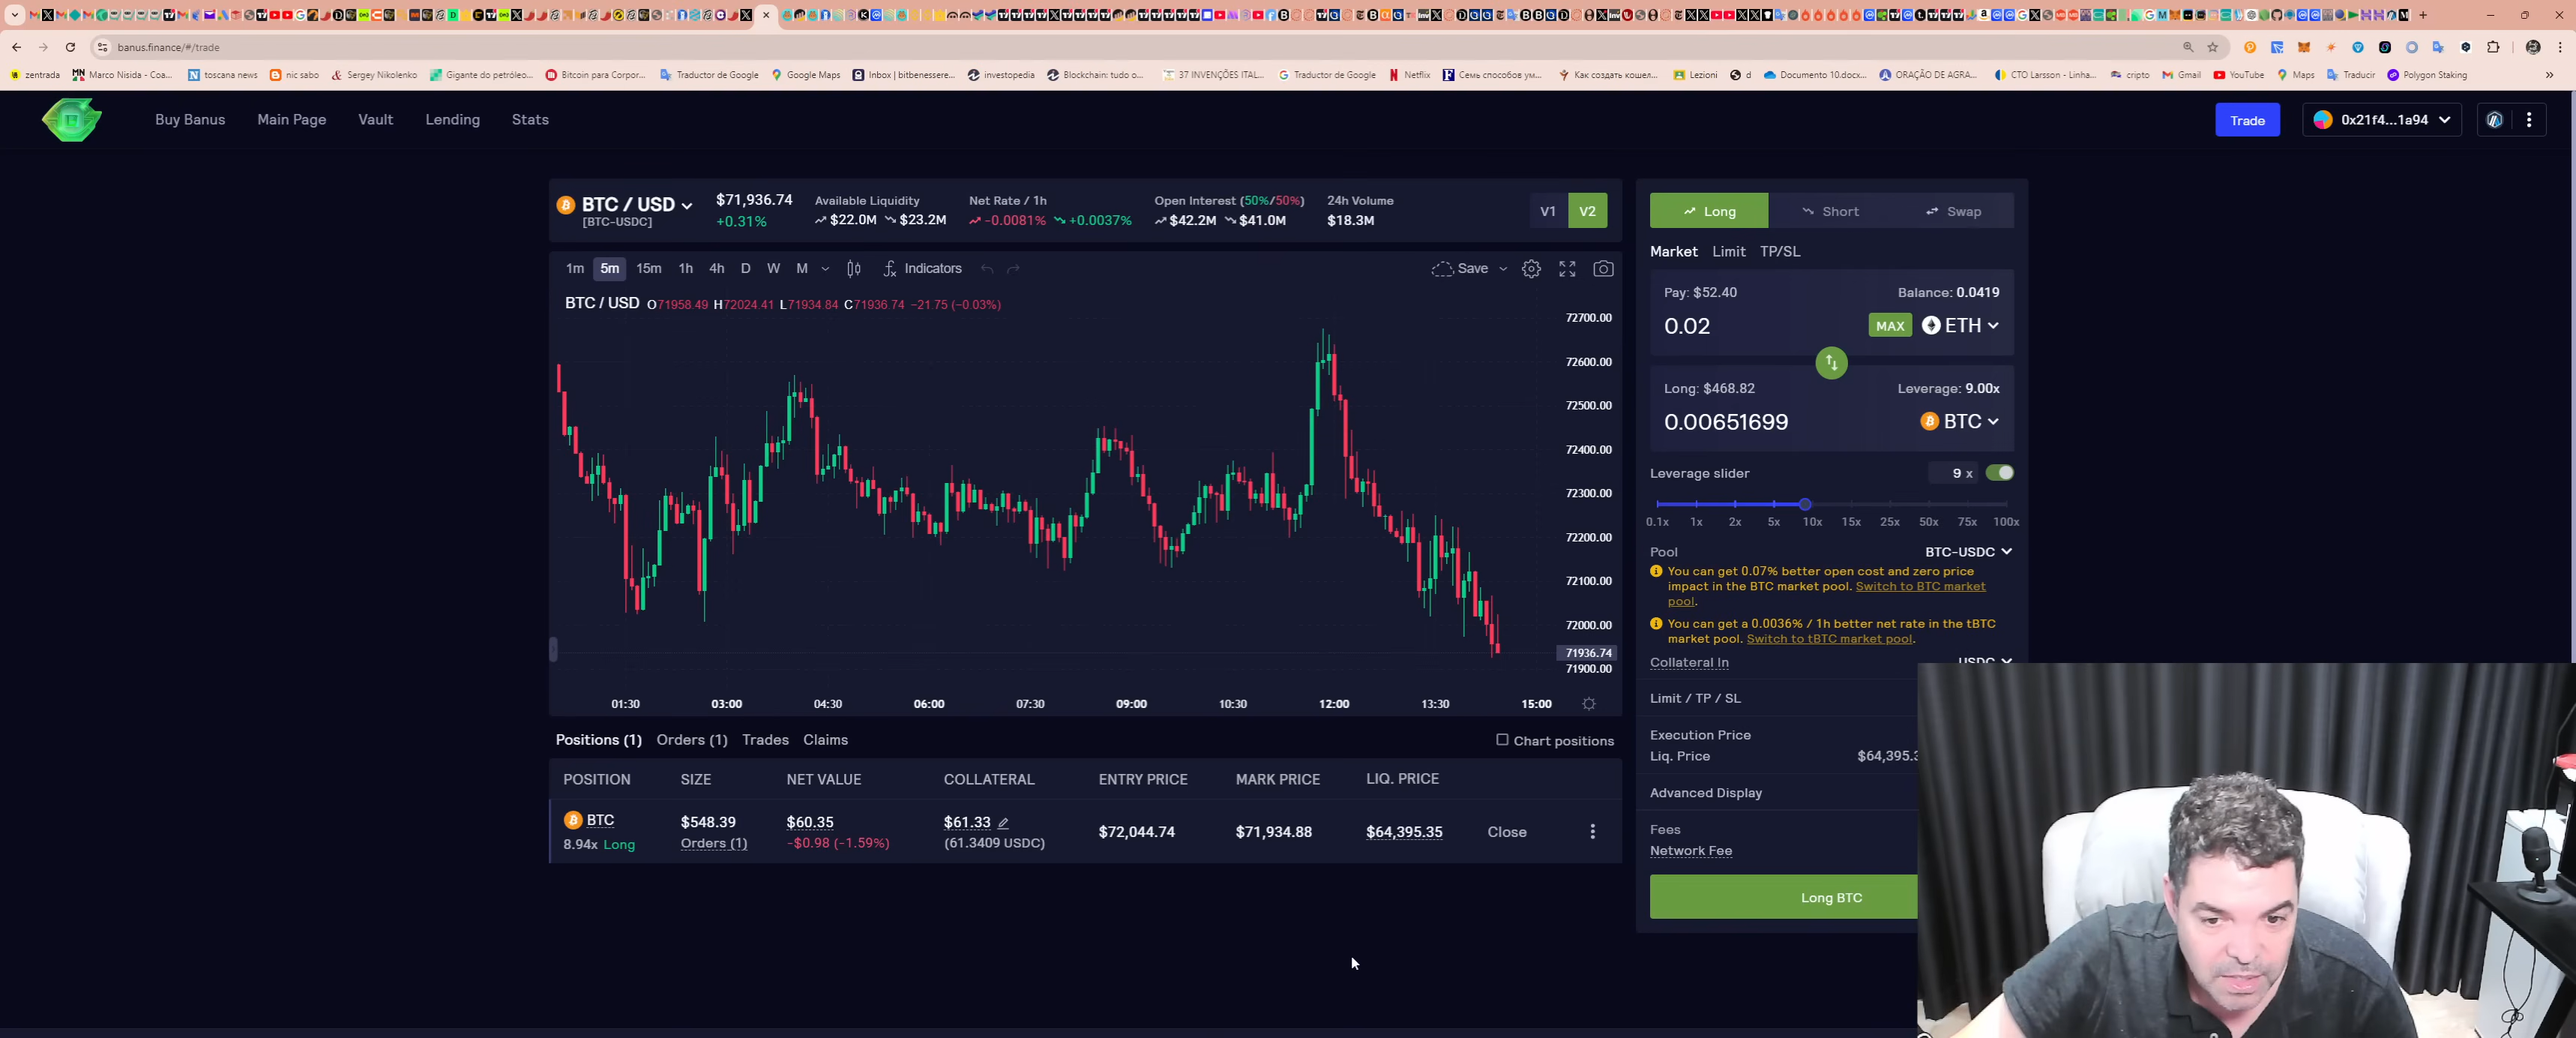 banus.finance/#/trade
zentrada
Marco Nisida - Coa...
toscana news
nic sabo
Sergey Nikolenko
Gigante do petróleo...
Bitcoin para Corpor...
Traductor de Google
Google Maps
Inbox | bitbenessere...
investopedia
Blockchain: tudo o...
37 INVENÇÕES ITAL...
Traductor de Google
Netflix
Семь способов ум...
Как создать кошел...
Lezioni
d
Documento 10.docx...
ORAÇÃO DE AGRA...
CTO Larsson - Linha...
cripto
Gmail
YouTube
Maps
Traducir
Polygon Staking
Buy Banus
Main Page
Vault
Lending
Stats
Trade
0x21f4...1a94
BTC / USD
[BTC-USDC]
$71,936.74
+0.31%
Available Liquidity
$22.0M $23.2M
Net Rate / 1h
-0.0081% +0.0037%
Open Interest (50%/50%)
$42.2M $41.0M
24h Volume
$18.3M
V1 V2
1m 5m 15m 1h 4h D W M Indicators Save
BTC / USD O71958.49 H72024.41 L71934.84 C71936.74 −21.75 (−0.03%)
72700.00
72600.00
72500.00
72400.00
72300.00
72200.00
72100.00
72000.00
71936.74
71900.00
01:30 03:00 04:30 06:00 07:30 09:00 10:30 12:00 13:30 15:00
Positions (1) Orders (1) Trades Claims
Chart positions
POSITION SIZE NET VALUE COLLATERAL ENTRY PRICE MARK PRICE LIQ. PRICE
BTC $548.39 $60.35 $61.33 $72,044.74 $71,934.88 $64,395.35 Close
8.94x Long Orders (1) -$0.98 (-1.59%) (61.3409 USDC)
Long Short Swap
Market Limit TP/SL
Pay: $52.40 Balance: 0.0419
0.02 MAX ETH
Long: $468.82 Leverage: 9.00x
0.00651699 BTC
Leverage slider 9 x
0.1x 1x 2x 5x 10x 15x 25x 50x 75x 100x
Pool BTC-USDC
You can get 0.07% better open cost and zero price
impact in the BTC market pool. Switch to BTC market
pool.
You can get a 0.0036% / 1h better net rate in the tBTC
market pool. Switch to tBTC market pool.
Collateral In USDC
Limit / TP / SL
Execution Price
Liq. Price $64,395.3
Advanced Display
Fees
Network Fee
Long BTC